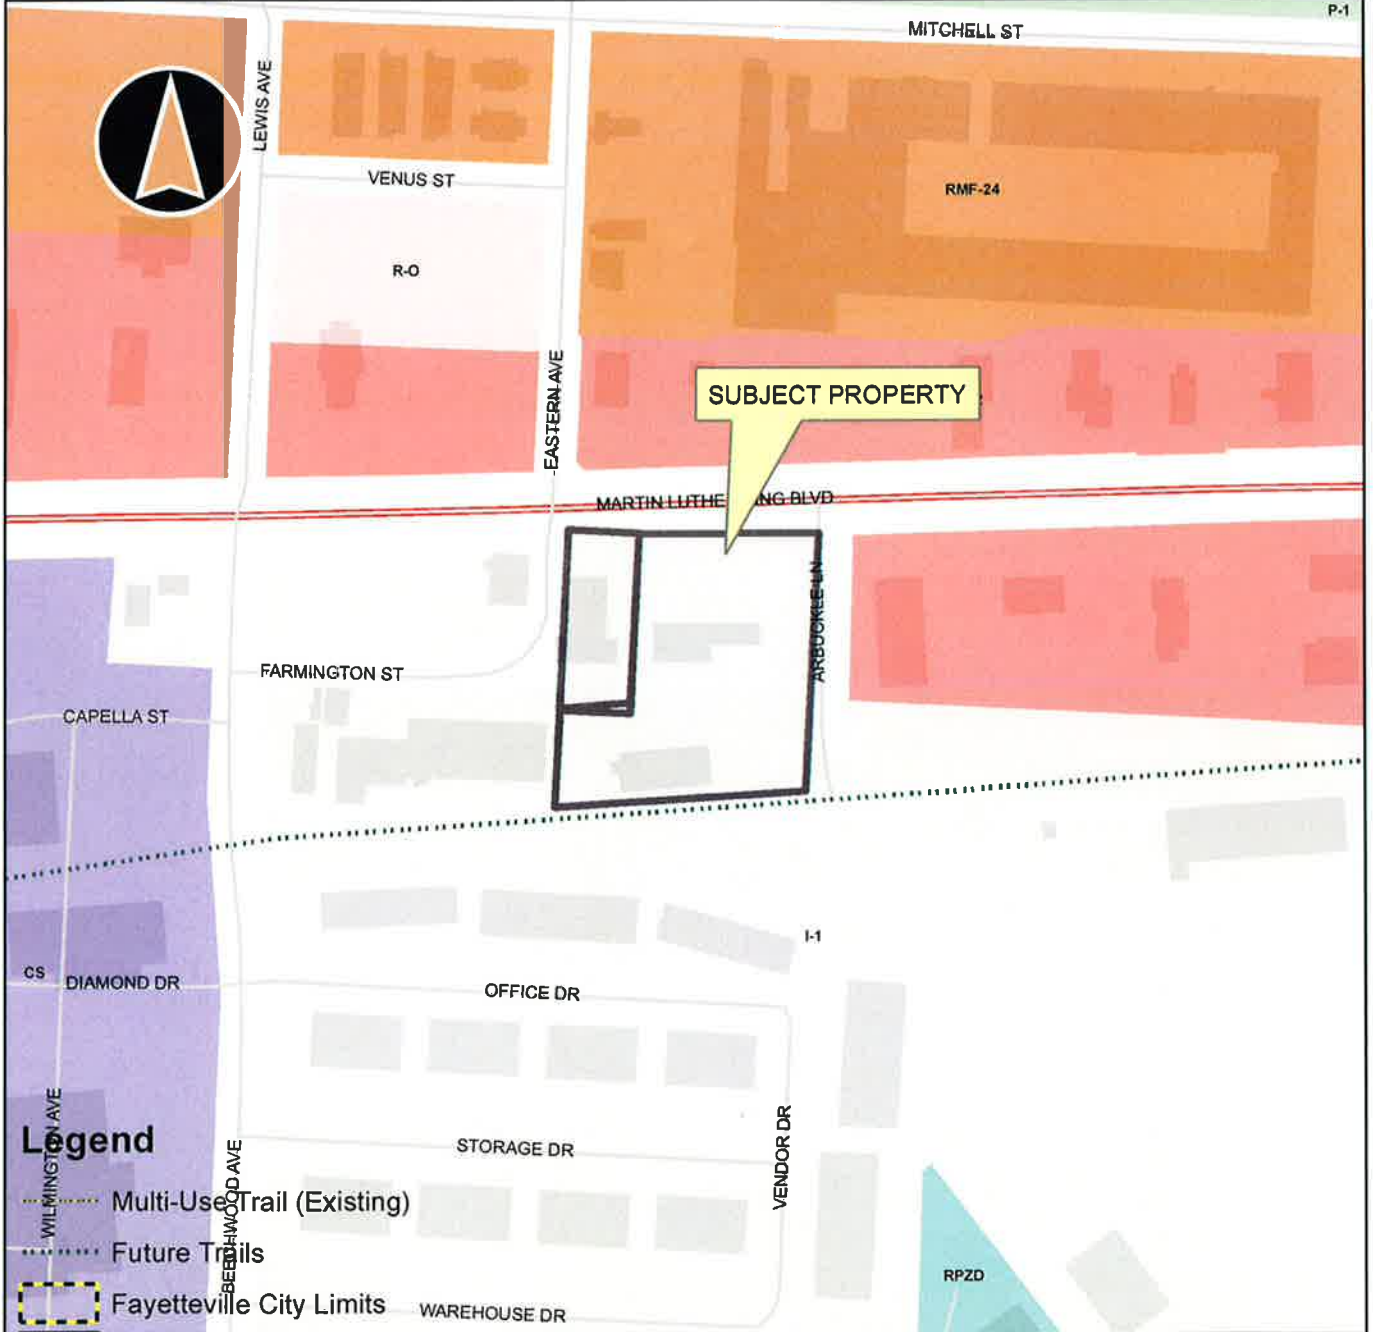 P-1
MITCHELL ST
LEWIS AVE
VENUS ST
RMF-24
R-O
EASTERN AVE
SUBJECT PROPERTY
MARTIN LUTHE ING BLVD
ARBUCKLE LN
FARMINGTON ST
CAPELLA ST
I-1
CS
DIAMOND DR
OFFICE DR
WILMINGTON AVE
BEECHWOOD AVE
STORAGE DR
VENDOR DR
Legend
Multi-Use Trail (Existing)
Future Trails
Fayetteville City Limits
WAREHOUSE DR
RPZD